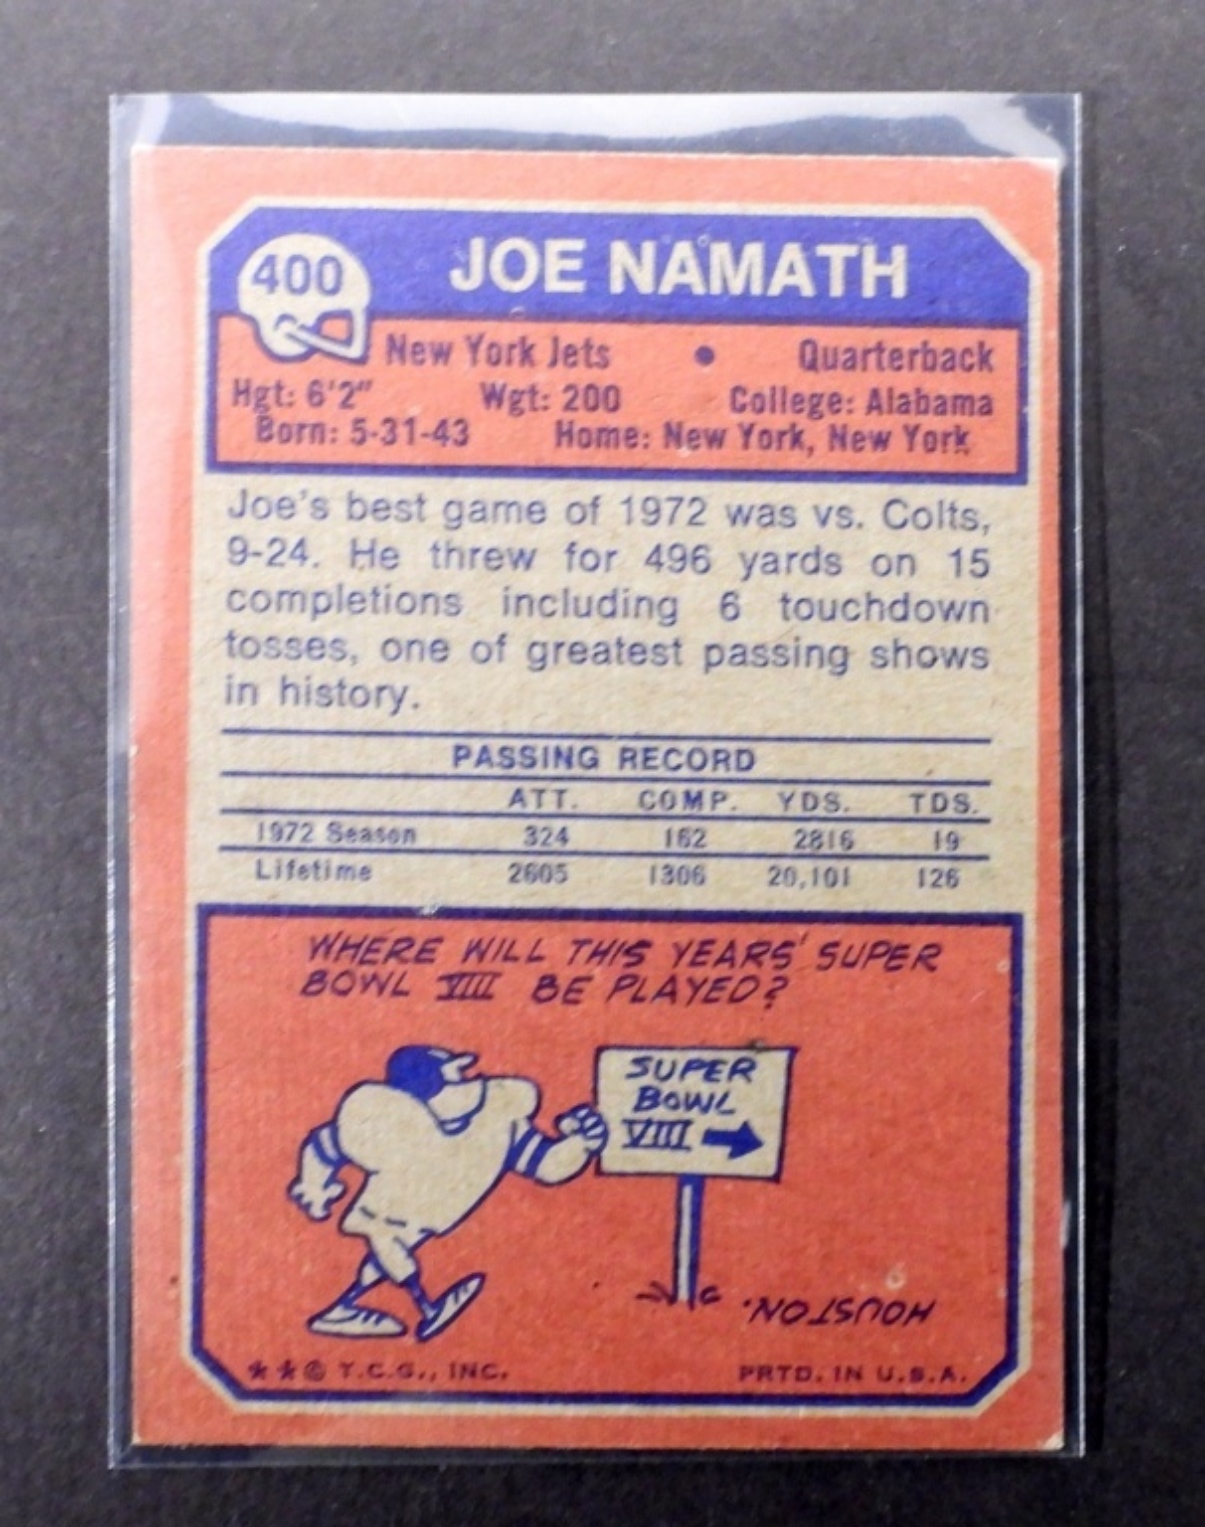 400
JOE NAMATH
New York Jets • Quarterback
Hgt: 6'2" Wgt: 200 College: Alabama
Born: 5-31-43 Home: New York, New York
Joe's best game of 1972 was vs. Colts,
9-24. He threw for 496 yards on 15
completions including 6 touchdown
tosses, one of greatest passing shows
in history.
PASSING RECORD
ATT. COMP. YDS. TDS.
1972 Season 324 162 2816 19
Lifetime 2605 1306 20,101 126
WHERE WILL THIS YEARS' SUPER
BOWL VIII BE PLAYED?
SUPER
BOWL
VIII →
HOUSTON.
**© T.C.G., INC. PRTD. IN U.S.A.